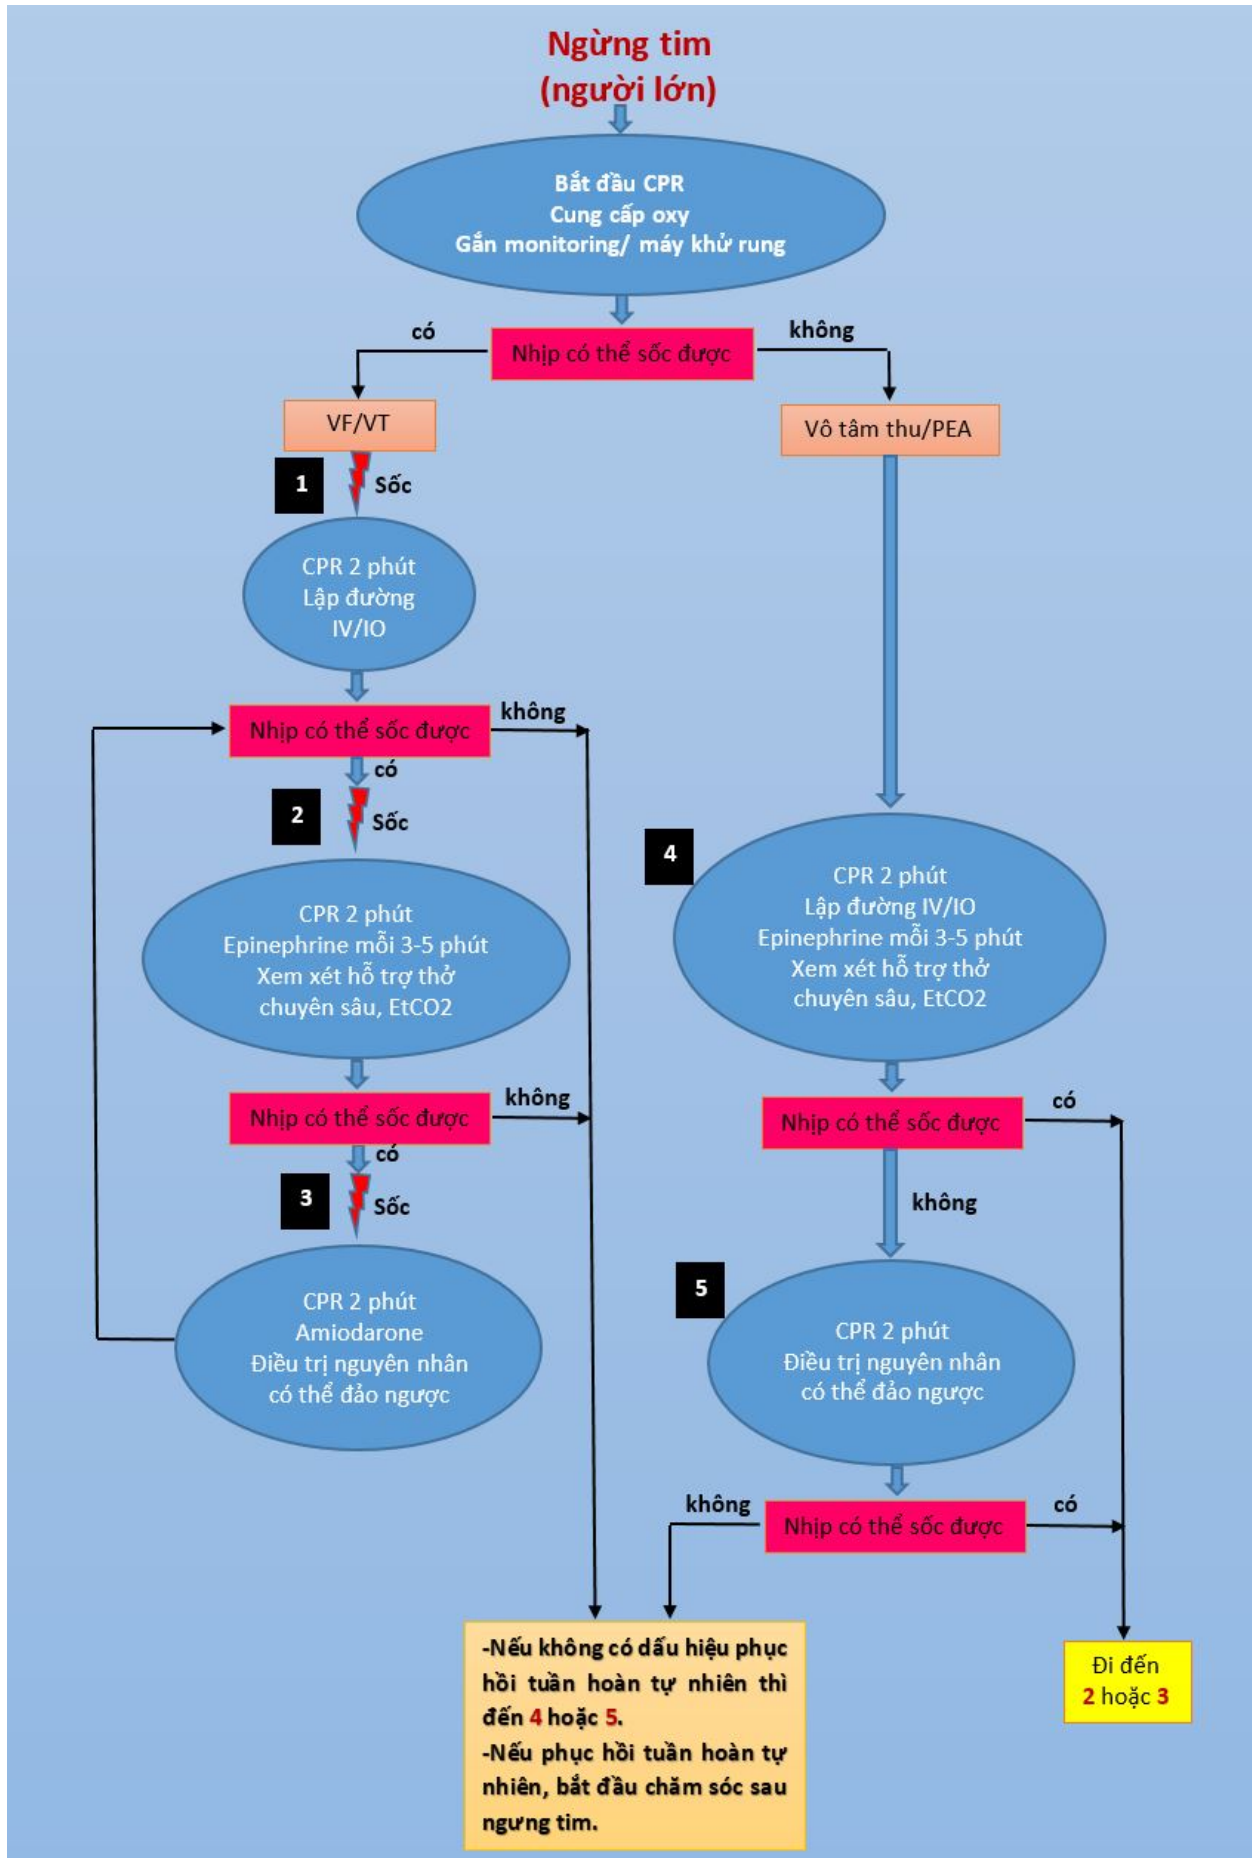 Ngừng tim
(người lớn)
Bắt đầu CPR
Cung cấp oxy
Gắn monitoring/ máy khử rung
có
Nhịp có thể sốc được
không
VF/VT
Vô tâm thu/PEA
1
Sốc
CPR 2 phút
Lập đường
IV/IO
Nhịp có thể sốc được
không
có
2
Sốc
CPR 2 phút
Epinephrine mỗi 3-5 phút
Xem xét hỗ trợ thở
chuyên sâu, EtCO2
Nhịp có thể sốc được
không
có
3
Sốc
CPR 2 phút
Amiodarone
Điều trị nguyên nhân
có thể đảo ngược
4
CPR 2 phút
Lập đường IV/IO
Epinephrine mỗi 3-5 phút
Xem xét hỗ trợ thở
chuyên sâu, EtCO2
Nhịp có thể sốc được
có
không
5
CPR 2 phút
Điều trị nguyên nhân
có thể đảo ngược
không
Nhịp có thể sốc được
có
-Nếu không có dấu hiệu phục
hồi tuần hoàn tự nhiên thì
đến 4 hoặc 5.
-Nếu phục hồi tuần hoàn tự
nhiên, bắt đầu chăm sóc sau
ngưng tim.
Đi đến
2 hoặc 3